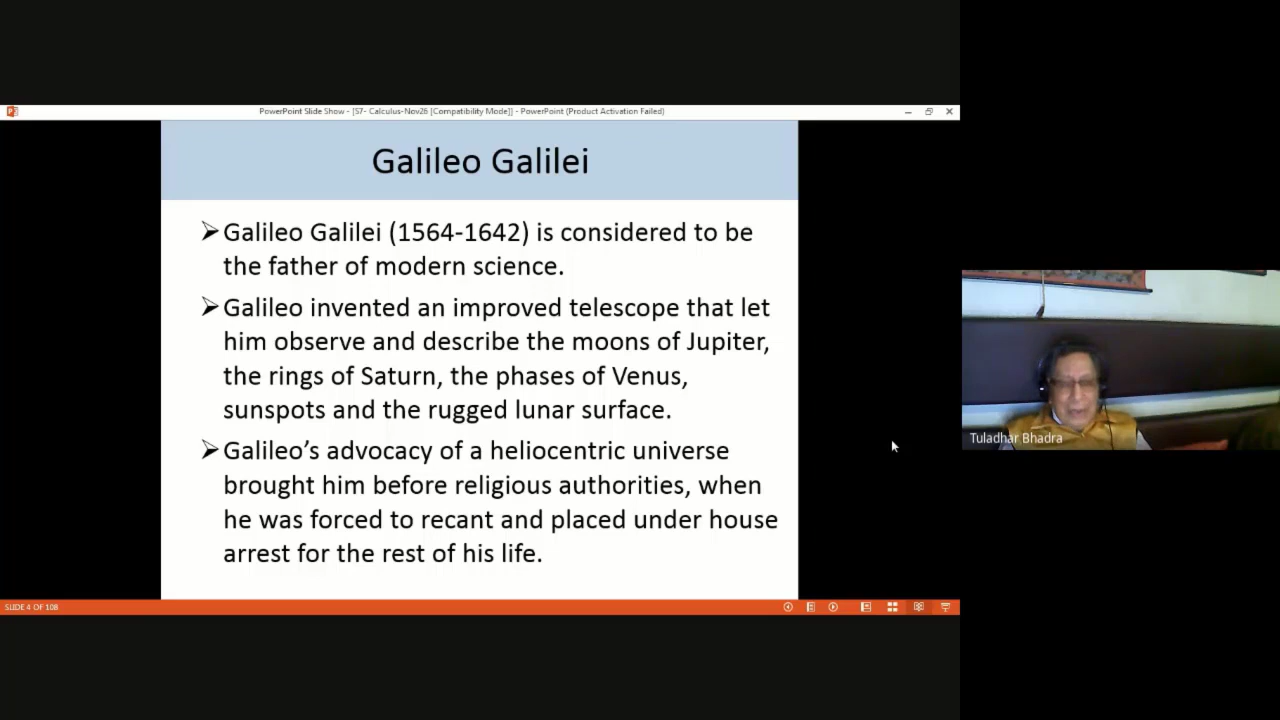 PowerPoint Slide Show - [57- Calculus-Nov26 [Compatibility Mode]] - PowerPoint (Product Activation Failed)
Galileo Galilei
➢Galileo Galilei (1564-1642) is considered to be
the father of modern science.
➢Galileo invented an improved telescope that let
him observe and describe the moons of Jupiter,
the rings of Saturn, the phases of Venus,
sunspots and the rugged lunar surface.
➢Galileo’s advocacy of a heliocentric universe
brought him before religious authorities, when
he was forced to recant and placed under house
arrest for the rest of his life.
SLIDE 4 OF 108
Tuladhar Bhadra